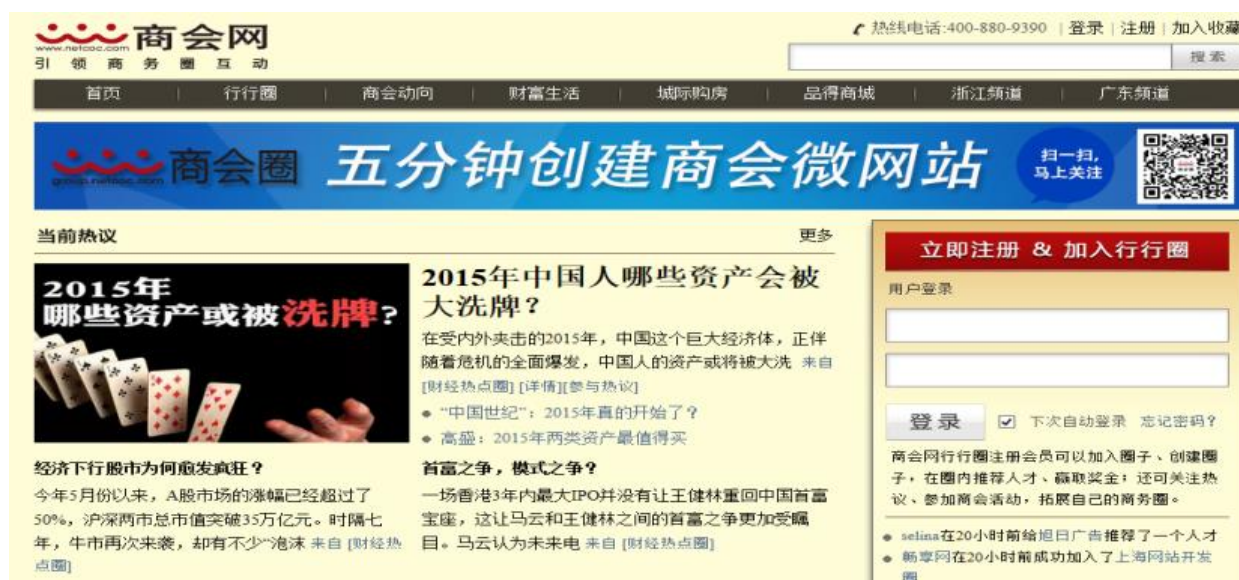 商会网
www.netcoc.com
引领商务圈互动
热线电话:400-880-9390 | 登录 | 注册 | 加入收藏
搜索
首页 | 行行圈 | 商会动向 | 财富生活 | 城际购房 | 品得商城 | 浙江频道 | 广东频道
商会圈
group.netcoc.com
五分钟创建商会微网站
扫一扫,
马上关注
当前热议 更多
2015年
哪些资产或被洗牌?
2015年中国人哪些资产会被
大洗牌?
在受内外夹击的2015年,中国这个巨大经济体,正伴
随着危机的全面爆发,中国人的资产或将被大洗 来自
[财经热点圈] [详情][参与热议]
● “中国世纪”:2015年真的开始了?
● 高盛:2015年两类资产最值得买
经济下行股市为何愈发疯狂?
今年5月份以来,A股市场的涨幅已经超过了
50%,沪深两市总市值突破35万亿元。时隔七
年,牛市再次来袭,却有不少“泡沫 来自 [财经热
点圈]
首富之争,模式之争?
一场香港3年内最大IPO并没有让王健林重回中国首富
宝座,这让马云和王健林之间的首富之争更加受瞩
目。马云认为未来电 来自 [财经热点圈]
立即注册 & 加入行行圈
用户登录
登录 下次自动登录 忘记密码?
商会网行行圈注册会员可以加入圈子、创建圈
子,在圈内推荐人才、赢取奖金;还可关注热
议、参加商会活动,拓展自己的商务圈。
● selina在20小时前给旭日广告推荐了一个人才
● 畅享网在20小时前成功加入了上海网站开发
圈